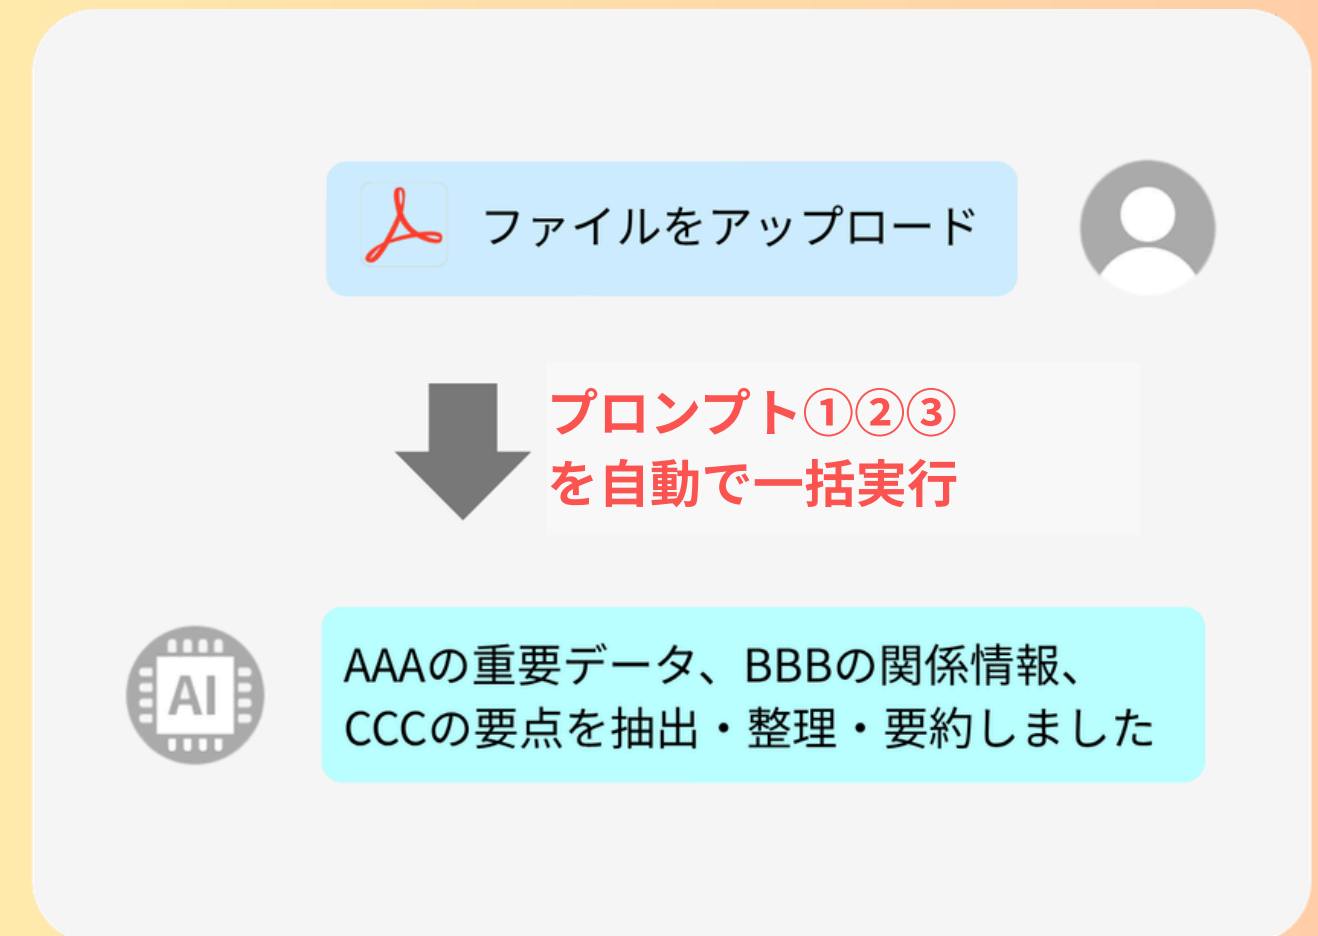 ファイルをアップロード
プロンプト①②③
を自動で一括実行
AI
AAAの重要データ、BBBの関係情報、
CCCの要点を抽出・整理・要約しました